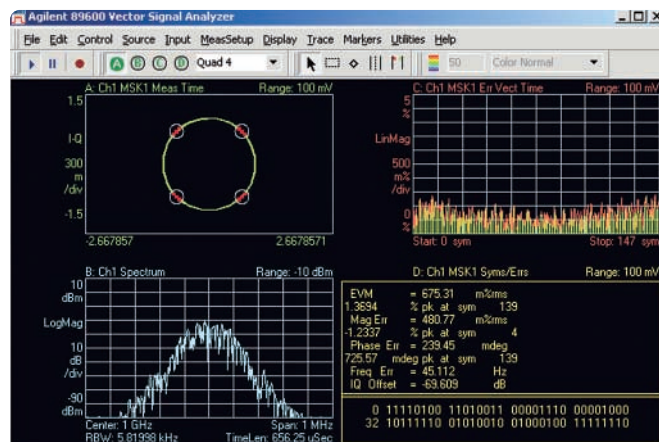 Agilent 89600 Vector Signal Analyzer
File Edit Control Source Input MeasSetup Display Trace Markers Utilities Help
A B C D Quad 4 50 Color Normal
A: Ch1 MSK1 Meas Time Range: 100 mV
1.5
I-Q
300
m
/div
-1.5
-2.667857 2.6678571
C: Ch1 MSK1 Err Vect Time Range: 100 mV
5
%
LinMag
500
m%
/div
0
%
Start: 0 sym Stop: 147 sym
B: Ch1 Spectrum Range: -10 dBm
10
dBm
LogMag
10
dB
/div
-90
dBm
Center: 1 GHz Span: 1 MHz
RBW: 5.81998 kHz TimeLen: 656.25 uSec
D: Ch1 MSK1 Syms/Errs Range: 100 mV
EVM = 675.31 m%rms
1.3694 % pk at sym 139
Mag Err = 480.77 m%rms
-1.2337 % pk at sym 4
Phase Err = 239.45 mdeg
725.57 mdeg pk at sym 139
Freq Err = 45.112 Hz
IQ Offset = -69.609 dB
0 11110100 11010011 00001110 00001000
32 10111110 01010010 01000100 11111110